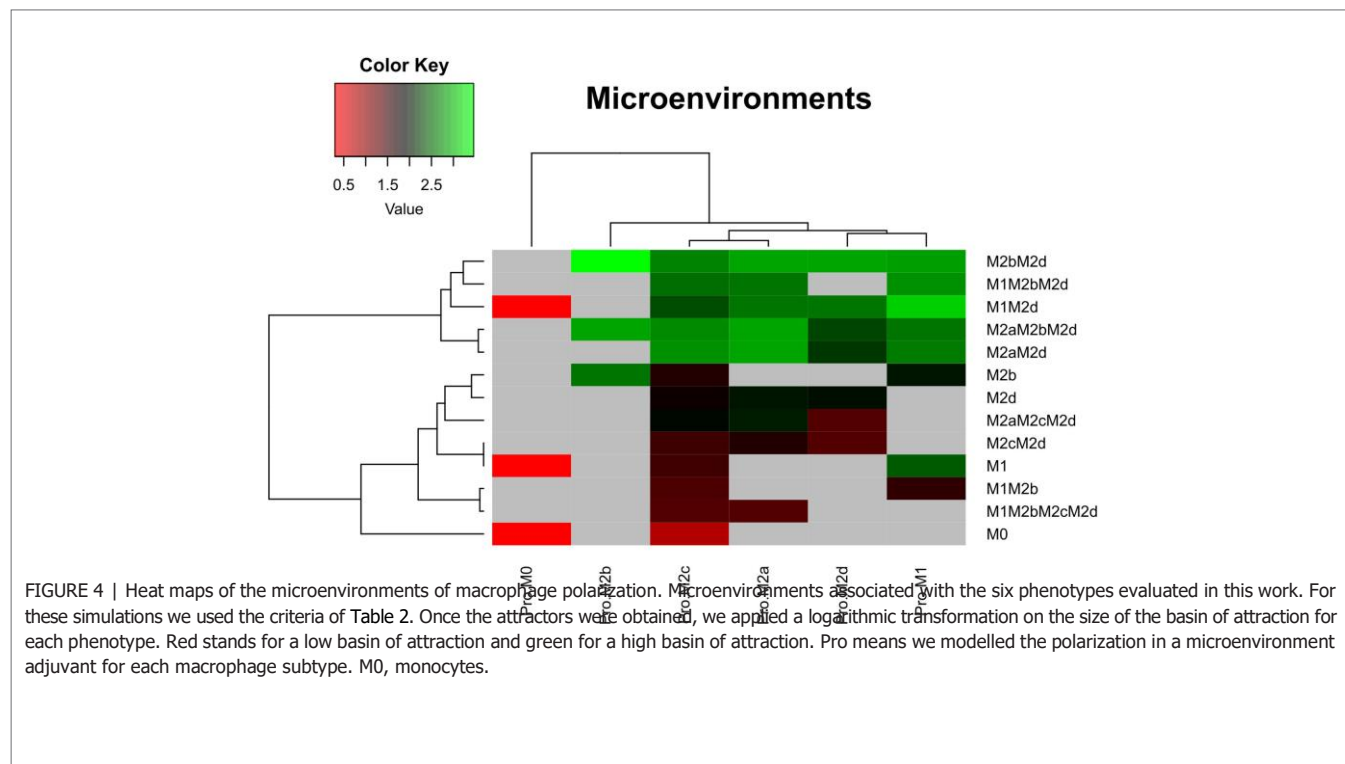 Color Key
0.5 1.5 2.5
Value
Microenvironments
M2bM2d
M1M2bM2d
M1M2d
M2aM2bM2d
M2aM2d
M2b
M2d
M2aM2cM2d
M2cM2d
M1
M1M2b
M1M2bM2cM2d
M0
Pro-M0
Pro.M2b
Pro.M2c
Pro.M2a
Pro.M2d
Pro-M1
FIGURE 4 | Heat maps of the microenvironments of macrophage polarization. Microenvironments associated with the six phenotypes evaluated in this work. For
these simulations we used the criteria of Table 2. Once the attractors were obtained, we applied a logarithmic transformation on the size of the basin of attraction for
each phenotype. Red stands for a low basin of attraction and green for a high basin of attraction. Pro means we modelled the polarization in a microenvironment
adjuvant for each macrophage subtype. M0, monocytes.